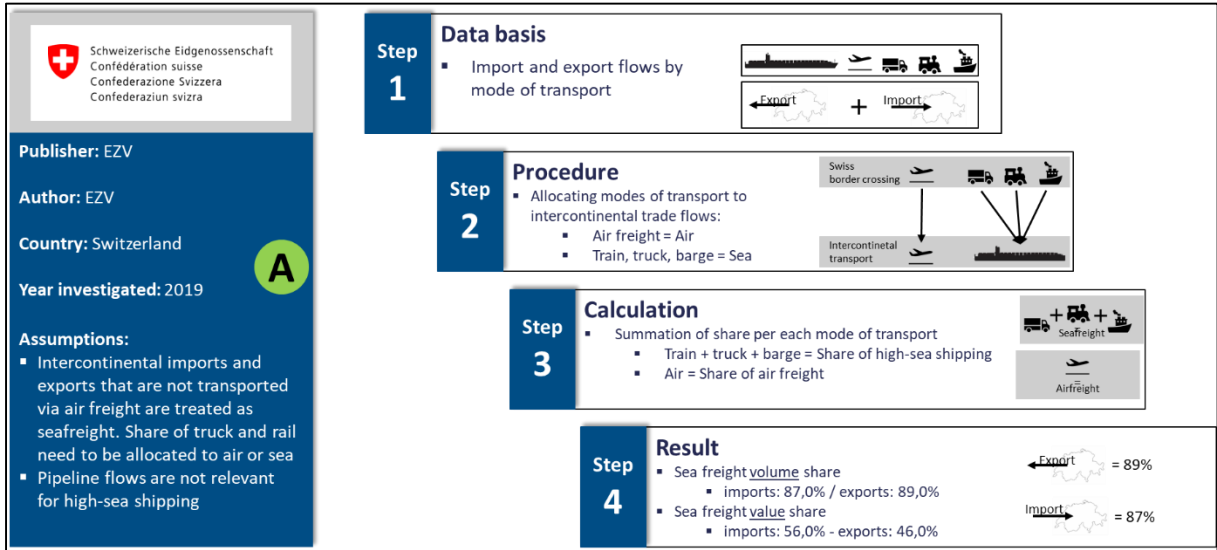 Schweizerische Eidgenossenschaft
Confédération suisse
Confederazione Svizzera
Confederaziun svizra
Publisher: EZV
Author: EZV
Country: Switzerland
Year investigated: 2019
A
Assumptions:
▪ Intercontinental imports and
exports that are not transported
via air freight are treated as
seafreight. Share of truck and rail
need to be allocated to air or sea
▪ Pipeline flows are not relevant
for high-sea shipping
Step
1
Data basis
▪ Import and export flows by
mode of transport
Export
+
Import
Step
2
Procedure
▪ Allocating modes of transport to
intercontinental trade flows:
▪ Air freight = Air
▪ Train, truck, barge = Sea
Swiss
border crossing
Intercontinetal
transport
Step
3
Calculation
▪ Summation of share per each mode of transport
▪ Train + truck + barge = Share of high-sea shipping
▪ Air = Share of air freight
+ +
=
Seafreight
=
Airfreight
Step
4
Result
▪ Sea freight volume share
▪ imports: 87,0% / exports: 89,0%
▪ Sea freight value share
▪ imports: 56,0% - exports: 46,0%
Export = 89%
Import = 87%